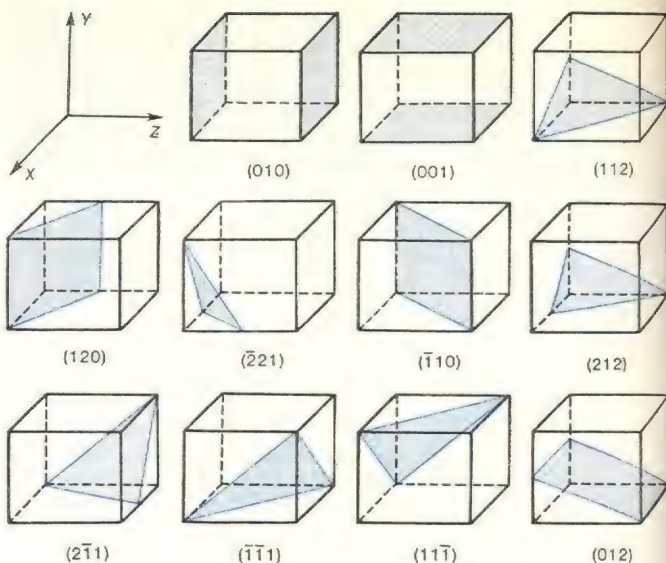 Y
Z
X
(010) (001) (112)
(120) (2̄21) (1̄10) (212)
(21̄1) (1̄1̄1) (111̄) (012)